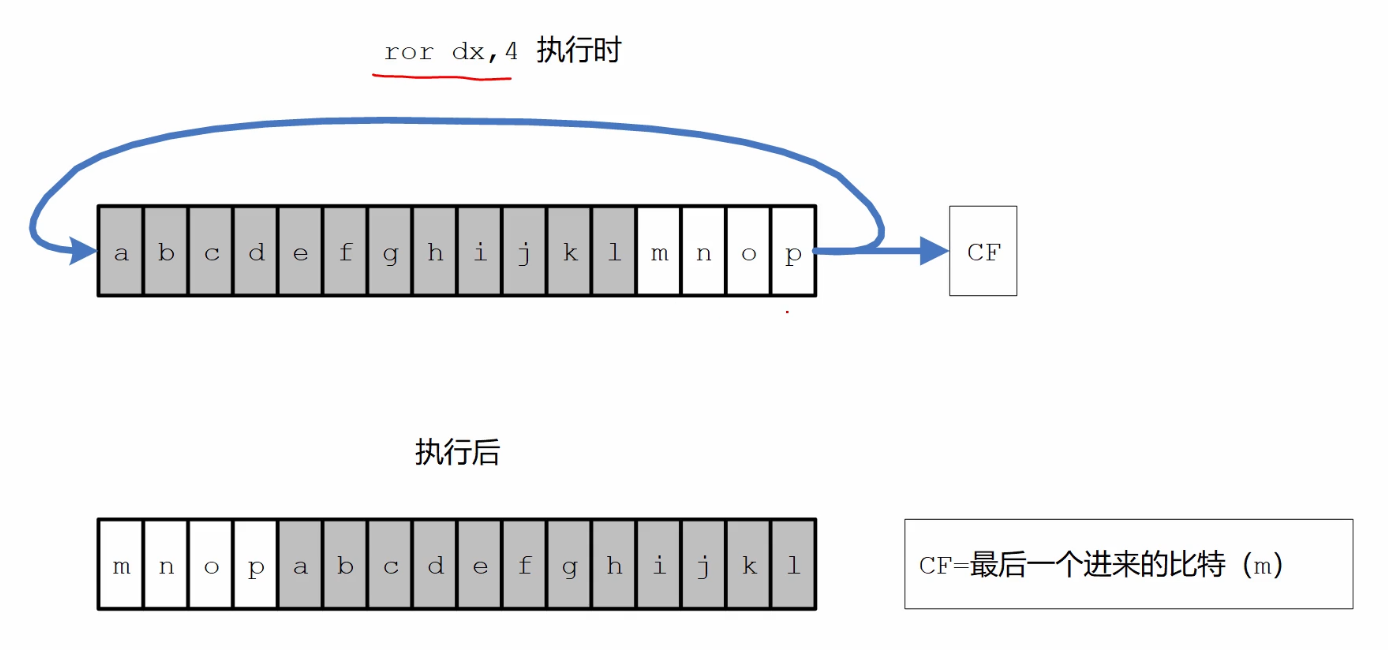 ror dx,4 执行时
a b c d e f g h i j k l m n o p
CF
执行后
m n o p a b c d e f g h i j k l
CF=最后一个进来的比特（m）